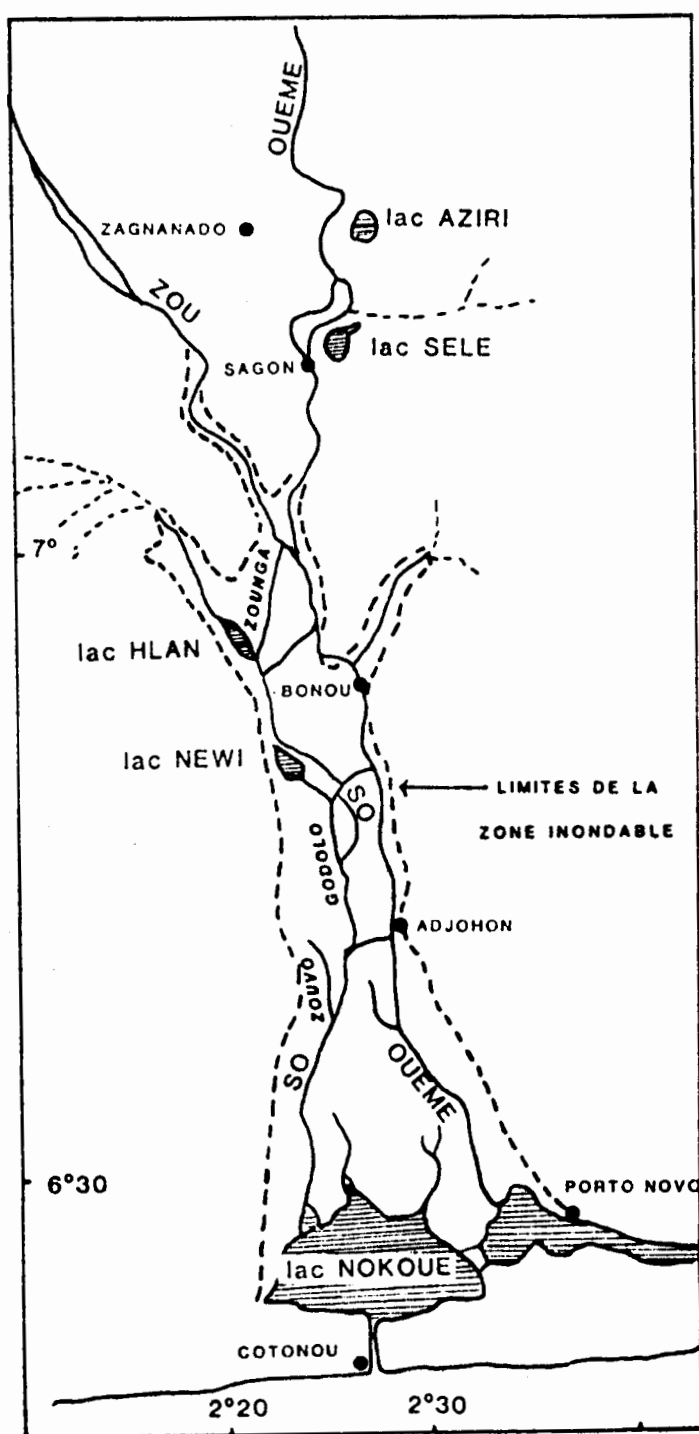 OUEME
ZAGNANADO
lac AZIRI
ZOU
lac SELE
SAGON
7°
ZOUNGA
lac HLAN
BONOU
lac NEWI
SO
LIMITES DE LA
ZONE INONDABLE
GODOLO
ADJOHON
ZOUVO
SO
OUEME
6°30
PORTO NOVO
lac NOKOUE
COTONOU
2°20
2°30